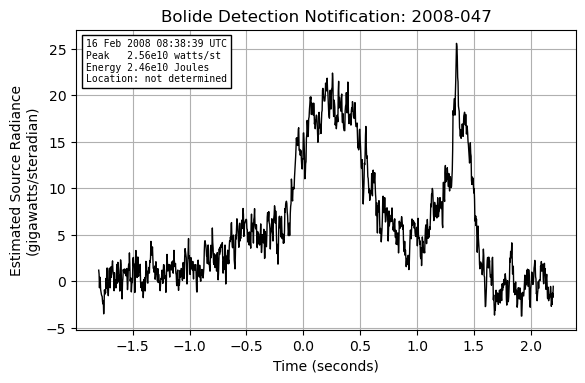 Bolide Detection Notification: 2008-047
16 Feb 2008 08:38:39 UTC
Peak   2.56e10 watts/st
Energy 2.46e10 Joules
Location: not determined
Estimated Source Radiance
(gigawatts/steradian)
25
20
15
10
5
0
−5
−1.5 −1.0 −0.5 0.0 0.5 1.0 1.5 2.0
Time (seconds)